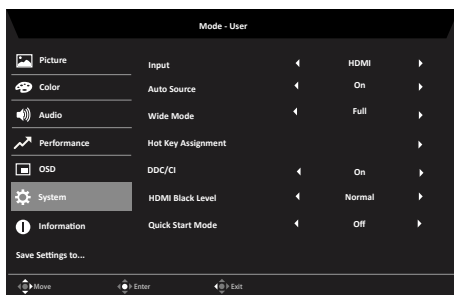 Mode - User
Picture
Input HDMI
Color
Auto Source On
Audio
Wide Mode Full
Performance
Hot Key Assignment
OSD
DDC/CI On
System
HDMI Black Level Normal
Information
Quick Start Mode Off
Save Settings to...
Move Enter Exit